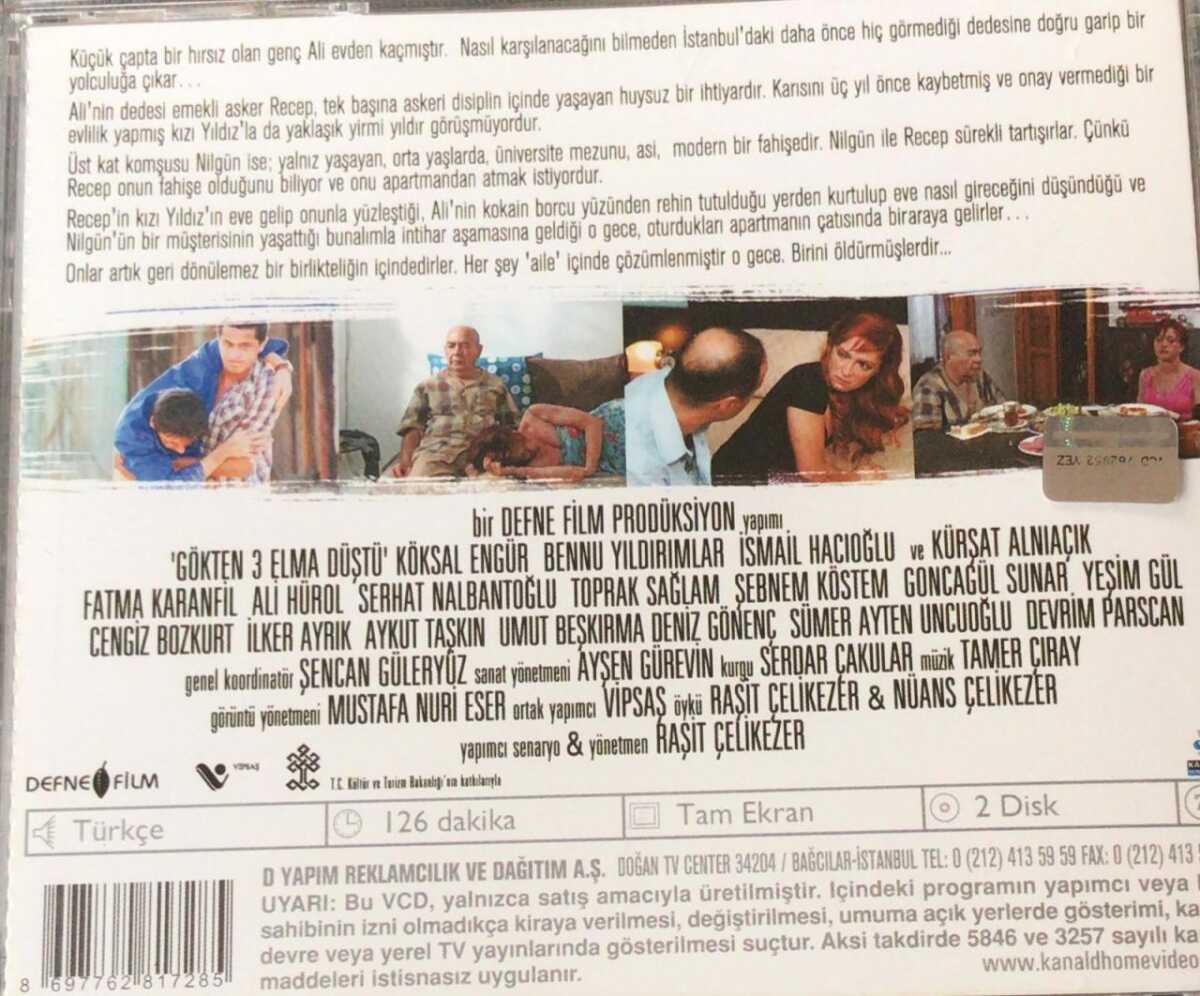 Küçük çapta bir hırsız olan genç Ali evden kaçmıştır. Nasıl karşılanacağını bilmeden İstanbul'daki daha önce hiç görmediği dedesine doğru garip bir
yolculuğa çıkar...
Ali'nin dedesi emekli asker Recep, tek başına askeri disiplin içinde yaşayan huysuz bir ihtiyardır. Karısını üç yıl önce kaybetmiş ve onay vermediği bir
evlilik yapmış kızı Yıldız'la da yaklaşık yirmi yıldır görüşmüyordur.
Üst kat komşusu Nilgün ise; yalnız yaşayan, orta yaşlarda, üniversite mezunu, asi, modern bir fahişedir. Nilgün ile Recep sürekli tartışırlar. Çünkü
Recep onun fahişe olduğunu biliyor ve onu apartmandan atmak istiyordur.
Recep'in kızı Yıldız'ın eve gelip onunla yüzleştiği, Ali'nin kokain borcu yüzünden rehin tutulduğu yerden kurtulup eve nasıl gireceğini düşündüğü ve
Nilgün'ün bir müşterisinin yaşattığı bunalımla intihar aşamasına geldiği o gece, oturdukları apartmanın çatısında biraraya gelirler...
Onlar artık geri dönülemez bir birlikteliğin içindedirler. Her şey 'aile' içinde çözümlenmiştir o gece. Birini öldürmüşlerdir...
bir DEFNE FİLM PRODÜKSİYON yapımı
'GÖKTEN 3 ELMA DÜŞTÜ' KÖKSAL ENGÜR BENNU YILDIRIMLAR İSMAİL HACIOĞLU ve KÜRŞAT ALNIAÇIK
FATMA KARANFİL ALİ HÜROL SERHAT NALBANTOĞLU TOPRAK SAĞLAM ŞEBNEM KÖSTEM GONCAGÜL SUNAR YEŞİM GÜL
CENGİZ BOZKURT İLKER AYRIK AYKUT TAŞKIN UMUT BEŞKIRMA DENİZ GÖNENÇ SÜMER AYTEN UNCUOĞLU DEVRİM PARSCAN
genel koordinatör ŞENCAN GÜLERYÜZ sanat yönetmeni AYŞEN GÜREVİN kurgu SERDAR ÇAKULAR müzik TAMER ÇIRAY
görüntü yönetmeni MUSTAFA NURİ ESER ortak yapımcı VİPSAŞ öykü RAŞİT ÇELİKEZER & NÜANS ÇELİKEZER
yapımcı senaryo & yönetmen RAŞİT ÇELİKEZER
DEFNE FİLM VİPSAŞ T.C. Kültür ve Turizm Bakanlığı'nın katkılarıyla
Türkçe 126 dakika Tam Ekran 2 Disk
D YAPIM REKLAMCILIK VE DAĞITIM A.Ş. DOĞAN TV CENTER 34204 / BAĞCILAR-İSTANBUL TEL: 0 (212) 413 59 59 FAX: 0 (212) 413
UYARI: Bu VCD, yalnızca satış amacıyla üretilmiştir. Içindeki programın yapımcı veya
sahibinin izni olmadıkça kiraya verilmesi, değiştirilmesi, umuma açık yerlerde gösterimi, ka
devre veya yerel TV yayınlarında gösterilmesi suçtur. Aksi takdirde 5846 ve 3257 sayılı ka
maddeleri istisnasız uygulanır.
www.kanaldhomevideo
8 697762 817285